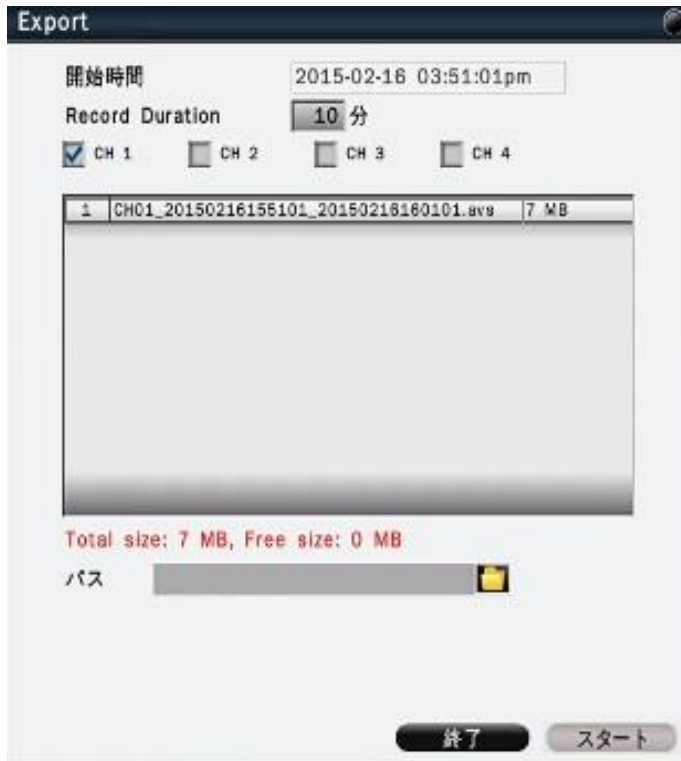 Export
開始時間 2015-02-16 03:51:01pm
Record Duration 10 分
CH 1 CH 2 CH 3 CH 4
1 CH01_20150216155101_20150216160101.avs 7 MB
Total size: 7 MB, Free size: 0 MB
パス
終了 スタート